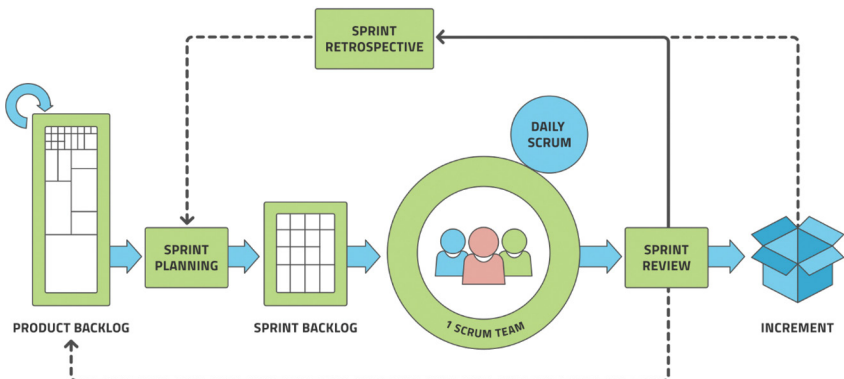 SPRINT
RETROSPECTIVE
DAILY
SCRUM
SPRINT
PLANNING
SPRINT
REVIEW
1 SCRUM TEAM
PRODUCT BACKLOG
SPRINT BACKLOG
INCREMENT